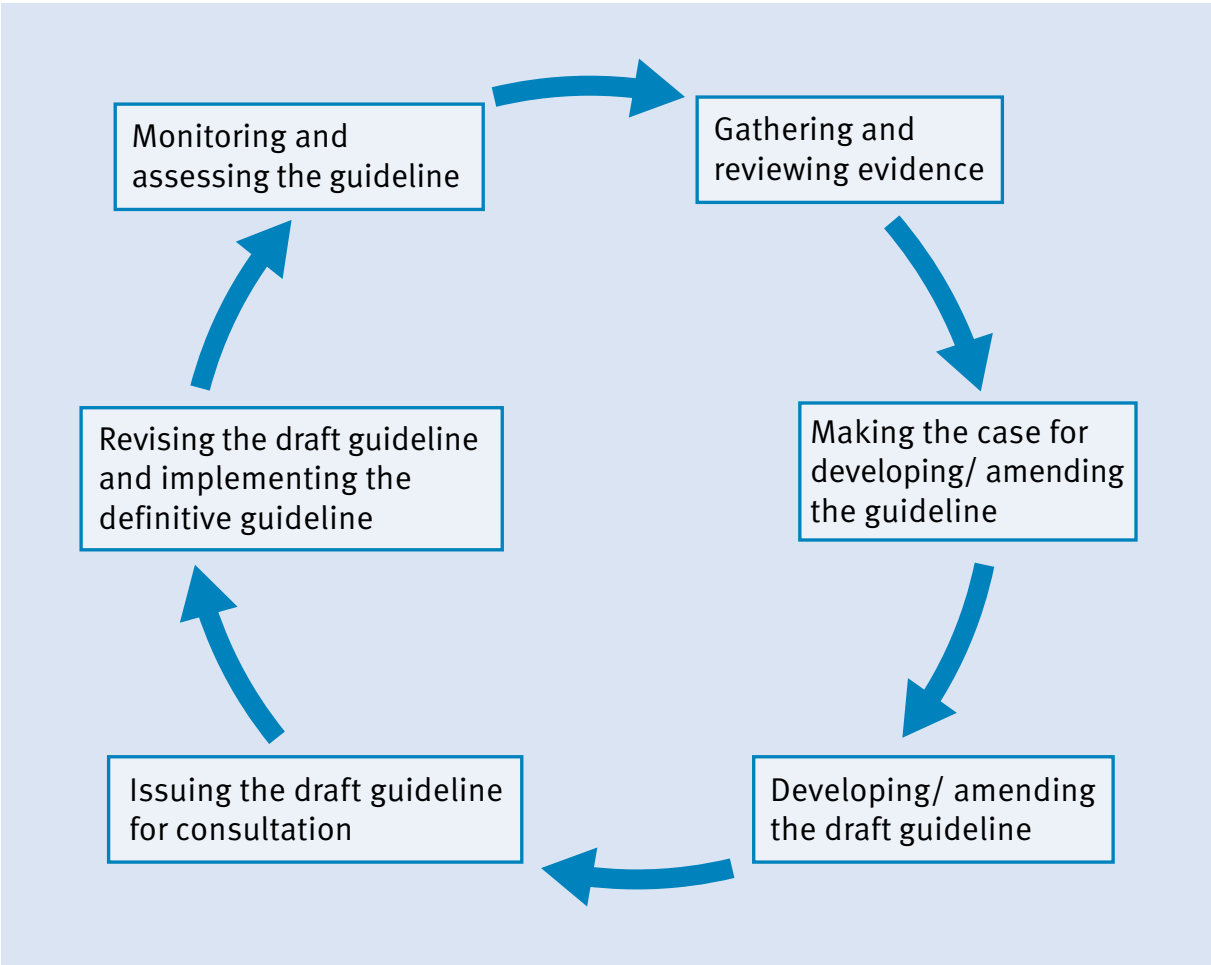 Monitoring and
assessing the guideline
Gathering and
reviewing evidence
Making the case for
developing/ amending
the guideline
Developing/ amending
the draft guideline
Issuing the draft guideline
for consultation
Revising the draft guideline
and implementing the
definitive guideline